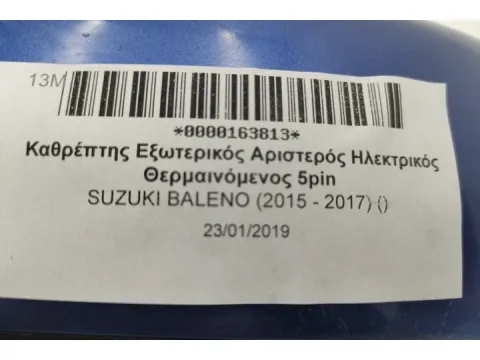 13M
*0000163813*
Καθρέπτης Εξωτερικός Αριστερός Ηλεκτρικός
Θερμαινόμενος 5pin
SUZUKI BALENO (2015 - 2017) ()
23/01/2019